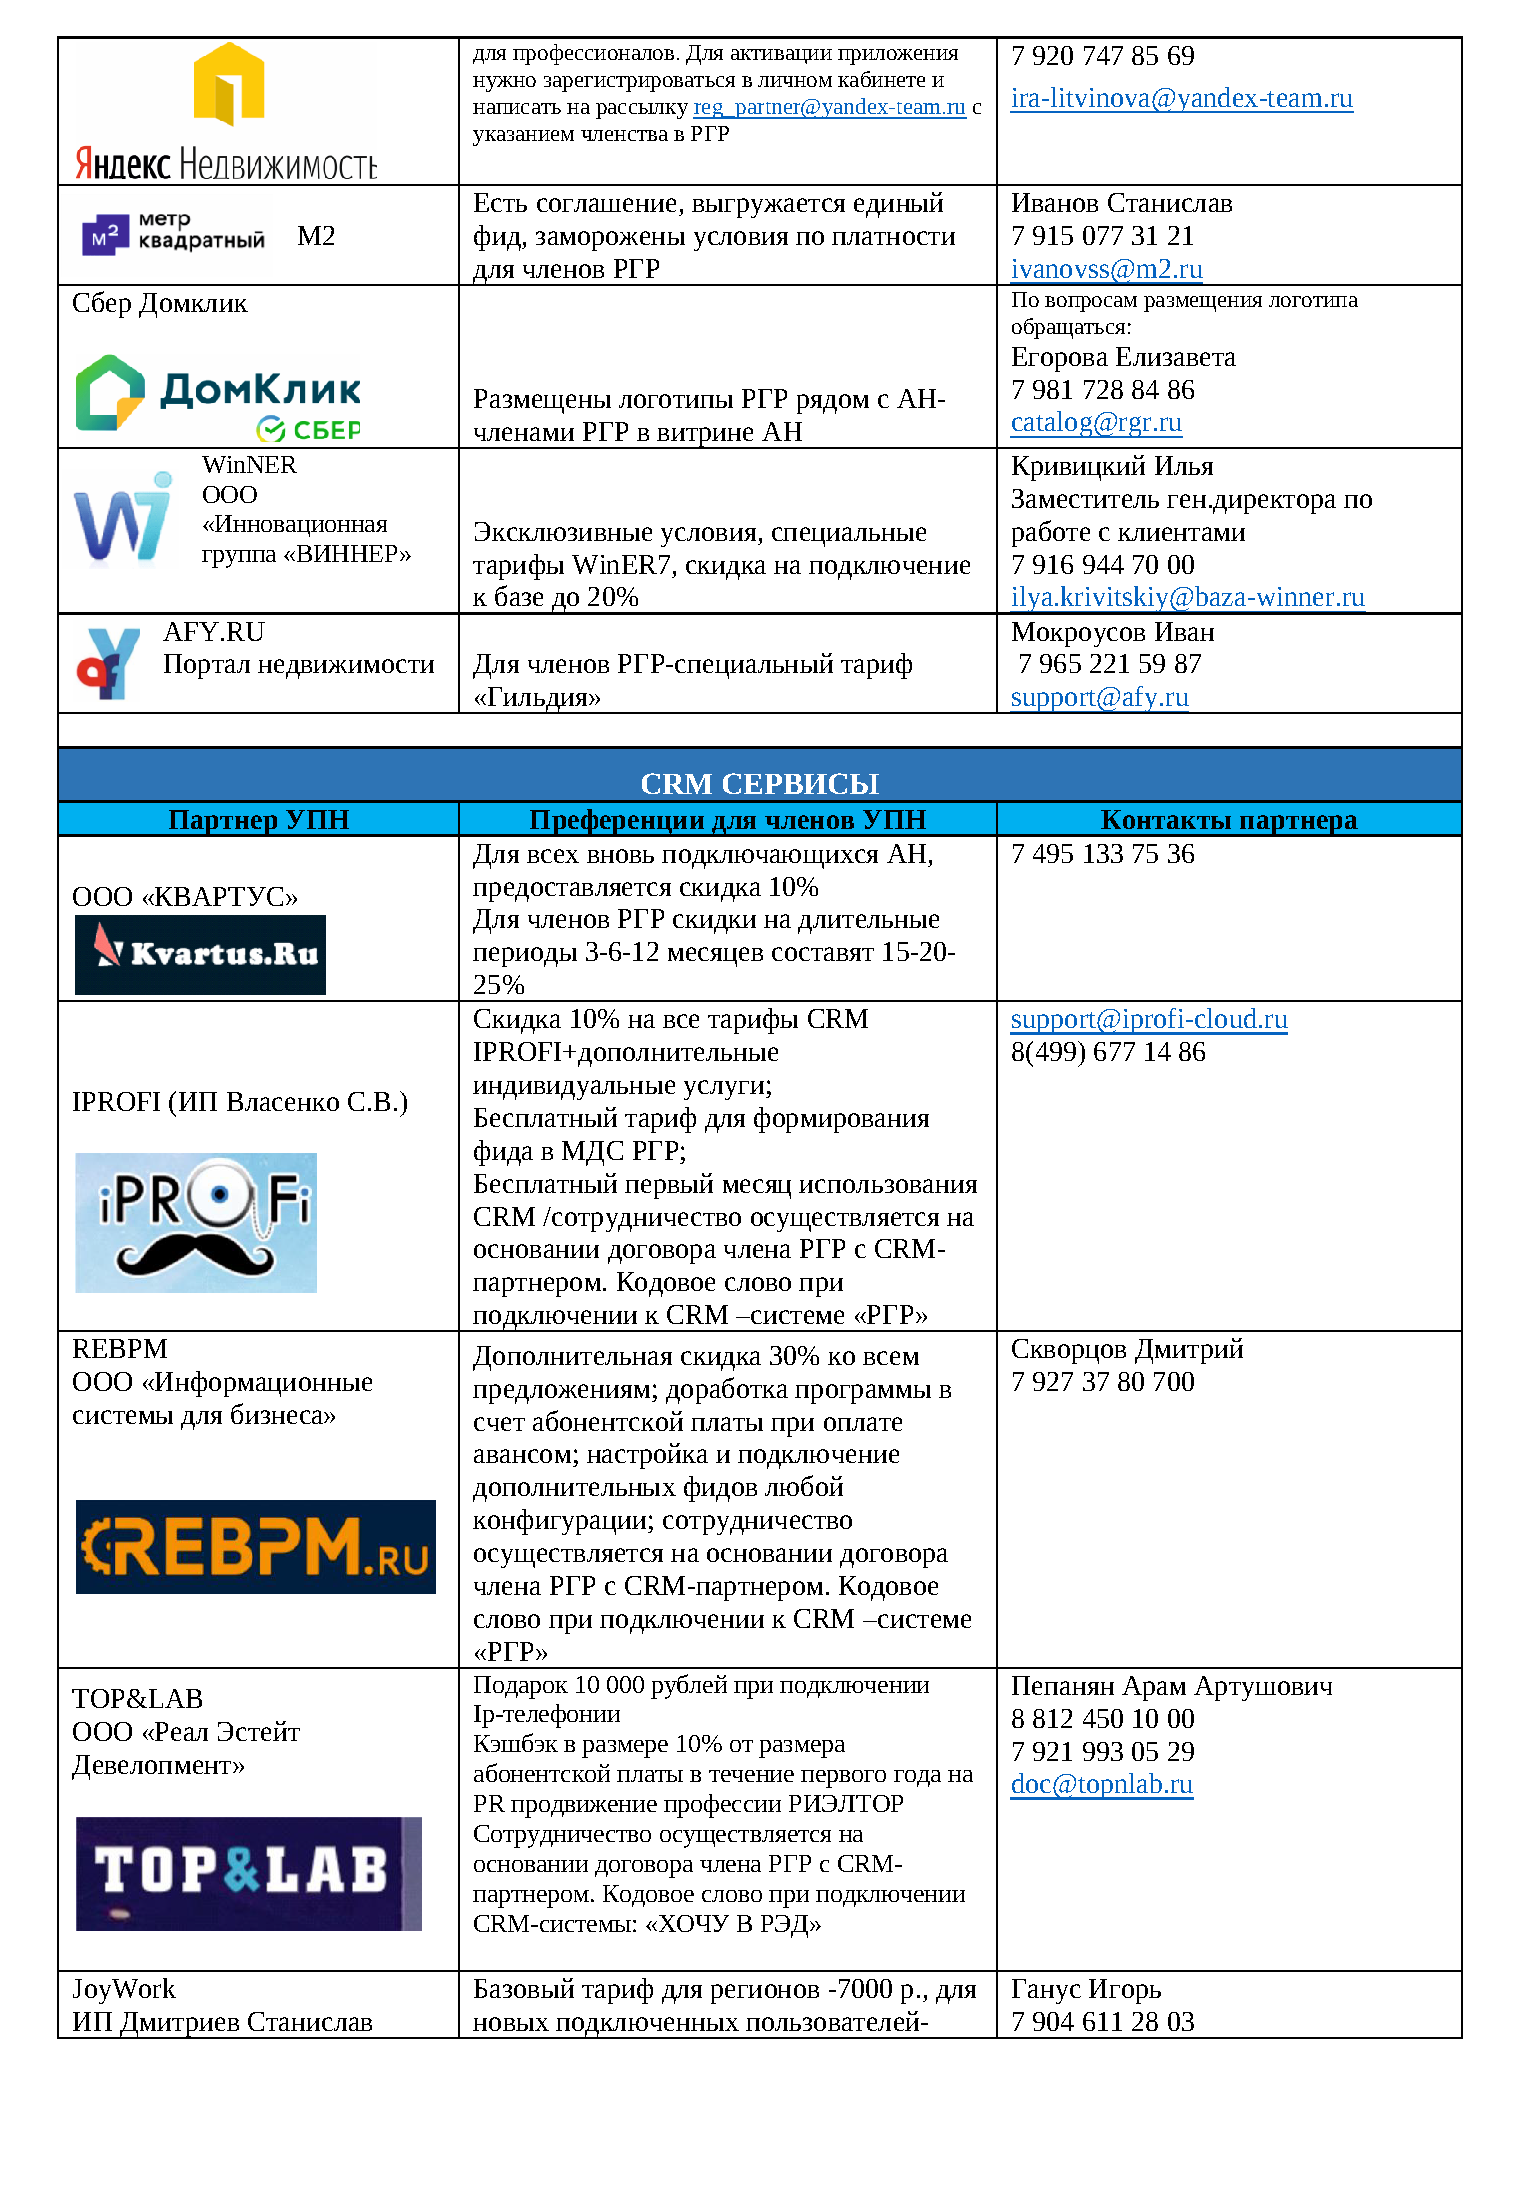 Яндекс Недвижимость
для профессионалов. Для активации приложения
нужно зарегистрироваться в личном кабинете и
написать на рассылку reg_partner@yandex-team.ru с
указанием членства в РГР
7 920 747 85 69
ira-litvinova@yandex-team.ru
м² метр
квадратный
М2
Есть соглашение, выгружается единый
фид, заморожены условия по платности
для членов РГР
Иванов Станислав
7 915 077 31 21
ivanovss@m2.ru
Сбер Домклик
ДомКлик
СБЕР
Размещены логотипы РГР рядом с АН-
членами РГР в витрине АН
По вопросам размещения логотипа
обращаться:
Егорова Елизавета
7 981 728 84 86
catalog@rgr.ru
W7
WinNER
ООО
«Инновационная
группа «ВИННЕР»
Эксклюзивные условия, специальные
тарифы WinER7, скидка на подключение
к базе до 20%
Кривицкий Илья
Заместитель ген.директора по
работе с клиентами
7 916 944 70 00
ilya.krivitskiy@baza-winner.ru
afY
AFY.RU
Портал недвижимости
Для членов РГР-специальный тариф
«Гильдия»
Мокроусов Иван
7 965 221 59 87
support@afy.ru
CRM СЕРВИСЫ
Партнер УПН
Преференции для членов УПН
Контакты партнера
ООО «КВАРТУС»
Kvartus.Ru
Для всех вновь подключающихся АН,
предоставляется скидка 10%
Для членов РГР скидки на длительные
периоды 3-6-12 месяцев составят 15-20-
25%
7 495 133 75 36
IPROFI (ИП Власенко С.В.)
iPROFi
Скидка 10% на все тарифы CRM
IPROFI+дополнительные
индивидуальные услуги;
Бесплатный тариф для формирования
фида в МДС РГР;
Бесплатный первый месяц использования
CRM /сотрудничество осуществляется на
основании договора члена РГР с CRM-
партнером. Кодовое слово при
подключении к CRM –системе «РГР»
support@iprofi-cloud.ru
8(499) 677 14 86
REBPM
ООО «Информационные
системы для бизнеса»
REBPM.RU
Дополнительная скидка 30% ко всем
предложениям; доработка программы в
счет абонентской платы при оплате
авансом; настройка и подключение
дополнительных фидов любой
конфигурации; сотрудничество
осуществляется на основании договора
члена РГР с CRM-партнером. Кодовое
слово при подключении к CRM –системе
«РГР»
Скворцов Дмитрий
7 927 37 80 700
TOP&LAB
ООО «Реал Эстейт
Девелопмент»
TOP&LAB
Подарок 10 000 рублей при подключении
Ip-телефонии
Кэшбэк в размере 10% от размера
абонентской платы в течение первого года на
PR продвижение профессии РИЭЛТОР
Сотрудничество осуществляется на
основании договора члена РГР с CRM-
партнером. Кодовое слово при подключении
CRM-системы: «ХОЧУ В РЭД»
Пепанян Арам Артушович
8 812 450 10 00
7 921 993 05 29
doc@topnlab.ru
JoyWork
ИП Дмитриев Станислав
Базовый тариф для регионов -7000 р., для
новых подключенных пользователей-
Ганус Игорь
7 904 611 28 03